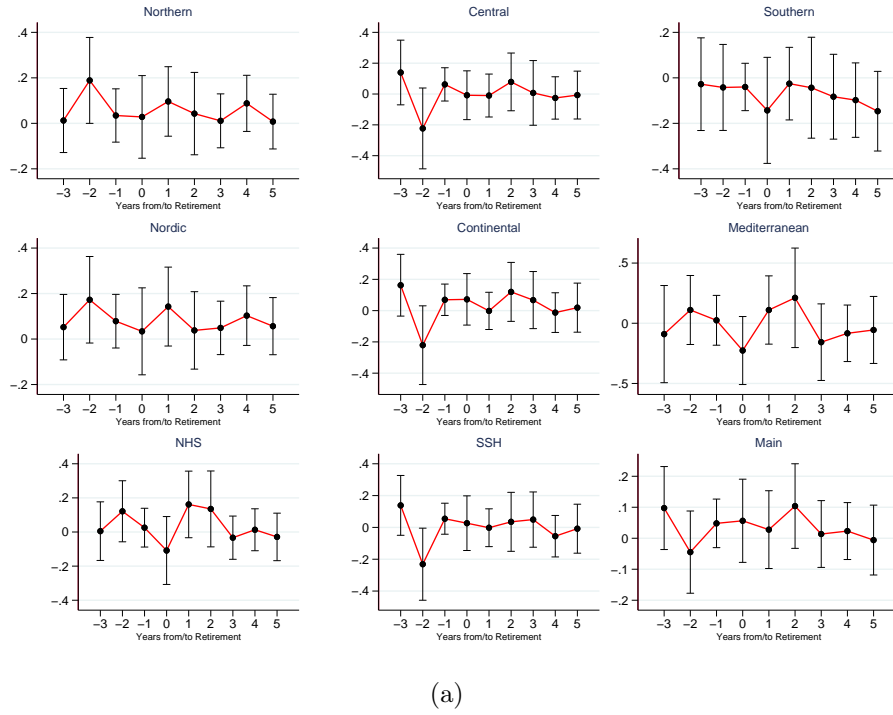 Northern
.4
.2
0
−.2
−3 −2 −1 0 1 2 3 4 5
Years from/to Retirement
Central
.4
.2
0
−.2
−.4
−3 −2 −1 0 1 2 3 4 5
Years from/to Retirement
Southern
.2
0
−.2
−.4
−3 −2 −1 0 1 2 3 4 5
Years from/to Retirement
Nordic
.4
.2
0
−.2
−3 −2 −1 0 1 2 3 4 5
Years from/to Retirement
Continental
.4
.2
0
−.2
−.4
−3 −2 −1 0 1 2 3 4 5
Years from/to Retirement
Mediterranean
.5
0
−.5
−3 −2 −1 0 1 2 3 4 5
Years from/to Retirement
NHS
.4
.2
0
−.2
−.4
−3 −2 −1 0 1 2 3 4 5
Years from/to Retirement
SSH
.4
.2
0
−.2
−.4
−3 −2 −1 0 1 2 3 4 5
Years from/to Retirement
Main
.2
.1
0
−.1
−.2
−3 −2 −1 0 1 2 3 4 5
Years from/to Retirement
(a)